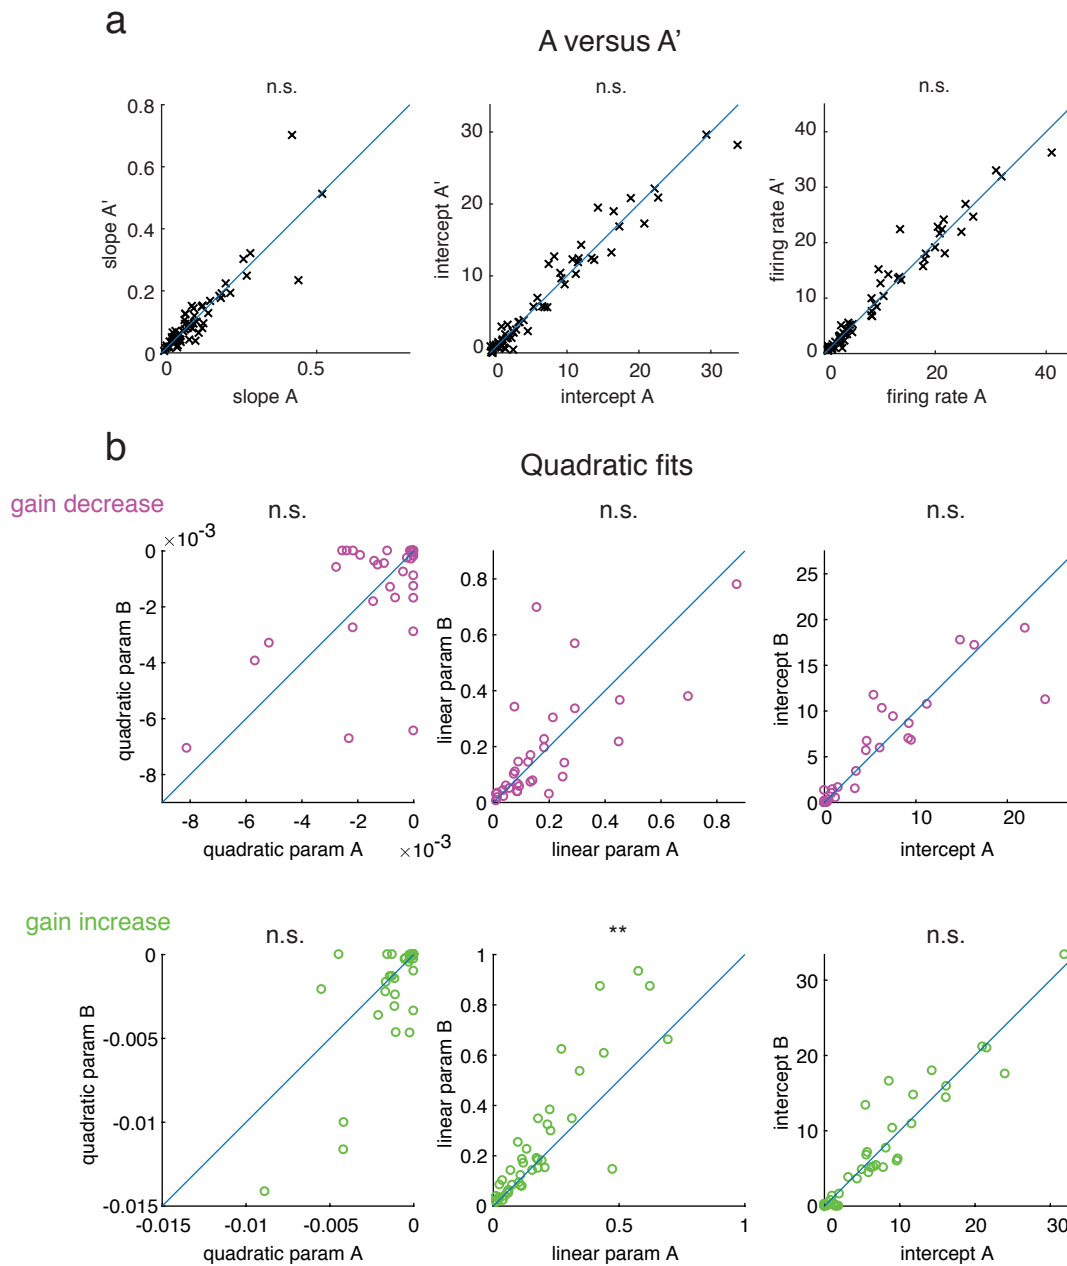 a
A versus A'
n.s.
n.s.
n.s.
0.8
0.6
0.4
0.2
0
slope A'
0
0.5
slope A
30
20
10
0
intercept A'
0
10
20
30
intercept A
40
30
20
10
0
firing rate A'
0
20
40
firing rate A
b
Quadratic fits
gain decrease
n.s.
n.s.
n.s.
×10-3
0
-2
-4
-6
-8
quadratic param B
-8
-6
-4
-2
0
quadratic param A
×10-3
0.8
0.6
0.4
0.2
0
linear param B
0
0.2
0.4
0.6
0.8
linear param A
25
20
15
10
5
0
intercept B
0
10
20
intercept A
gain increase
n.s.
**
n.s.
0
-0.005
-0.01
-0.015
quadratic param B
-0.015
-0.01
-0.005
0
quadratic param A
1
0.8
0.6
0.4
0.2
0
linear param B
0
0.5
1
linear param A
30
20
10
0
intercept B
0
10
20
30
intercept A